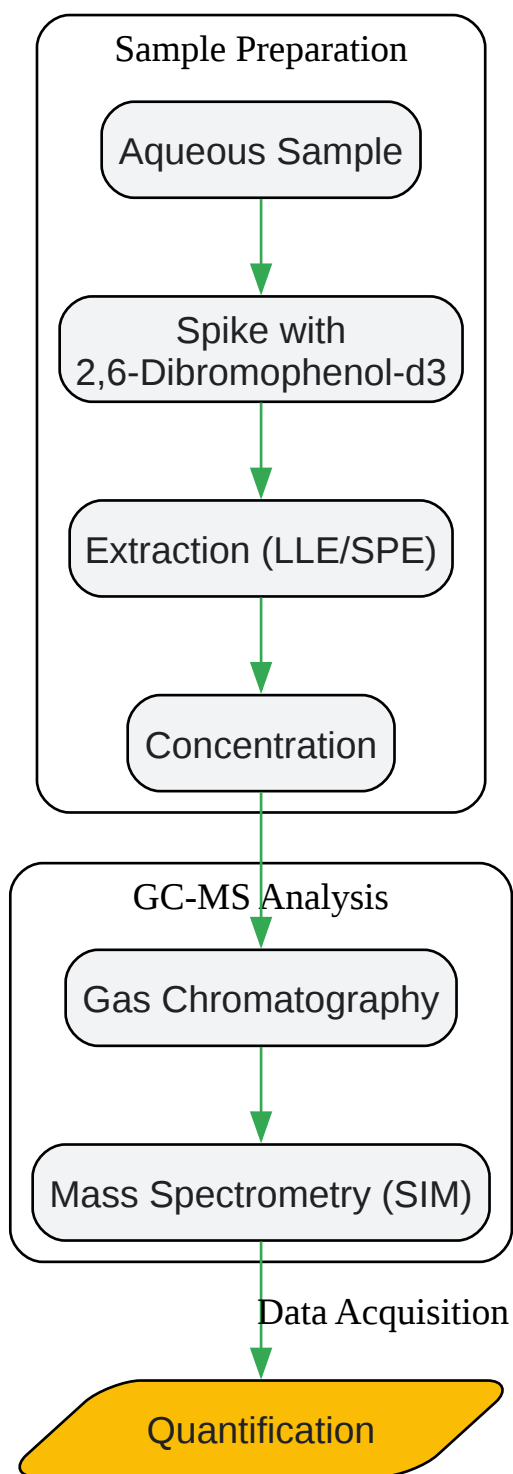 Sample Preparation
Aqueous Sample
Spike with
2,6-Dibromophenol-d3
Extraction (LLE/SPE)
Concentration
GC-MS Analysis
Gas Chromatography
Mass Spectrometry (SIM)
Data Acquisition
Quantification